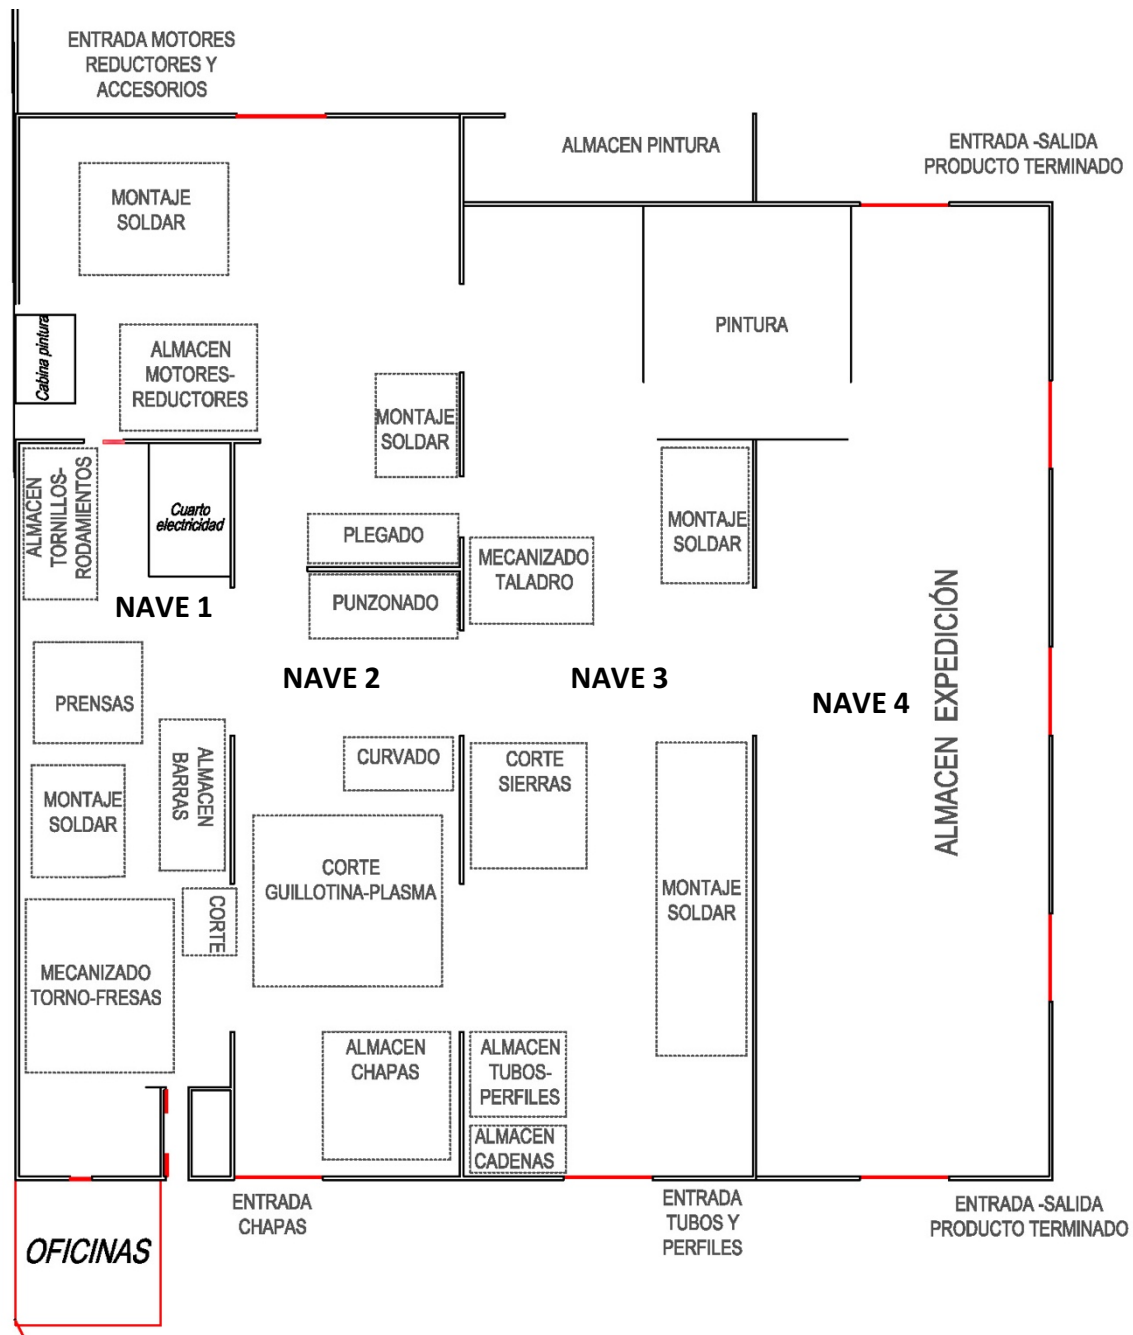 ENTRADA MOTORES
REDUCTORES Y
ACCESORIOS
ALMACEN PINTURA
ENTRADA -SALIDA
PRODUCTO TERMINADO
MONTAJE
SOLDAR
PINTURA
Cabina pintura
ALMACEN
MOTORES-
REDUCTORES
MONTAJE
SOLDAR
ALMACEN
TORNILLOS-
RODAMIENTOS
Cuarto
electricidad
PLEGADO
PUNZONADO
MECANIZADO
TALADRO
MONTAJE
SOLDAR
NAVE 1
NAVE 2
NAVE 3
NAVE 4
ALMACEN EXPEDICIÓN
PRENSAS
ALMACEN
BARRAS
CURVADO
CORTE
SIERRAS
MONTAJE
SOLDAR
CORTE
GUILLOTINA-PLASMA
MONTAJE
SOLDAR
CORTE
MECANIZADO
TORNO-FRESAS
ALMACEN
CHAPAS
ALMACEN
TUBOS-
PERFILES
ALMACEN
CADENAS
ENTRADA
CHAPAS
ENTRADA
TUBOS Y
PERFILES
ENTRADA -SALIDA
PRODUCTO TERMINADO
OFICINAS